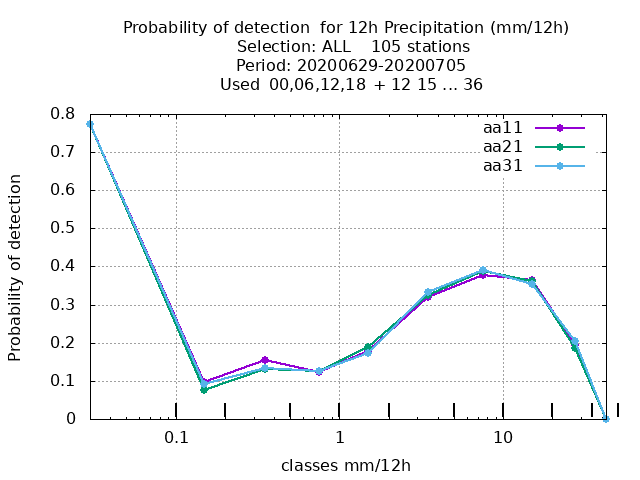 Probability of detection  for 12h Precipitation (mm/12h)
Selection: ALL    105 stations
Period: 20200629-20200705
Used  00,06,12,18  + 12 15 ... 36
aa11
aa21
aa31
0.8
0.7
0.6
0.5
0.4
0.3
0.2
0.1
0
Probability of detection
0.1 1 10
classes mm/12h